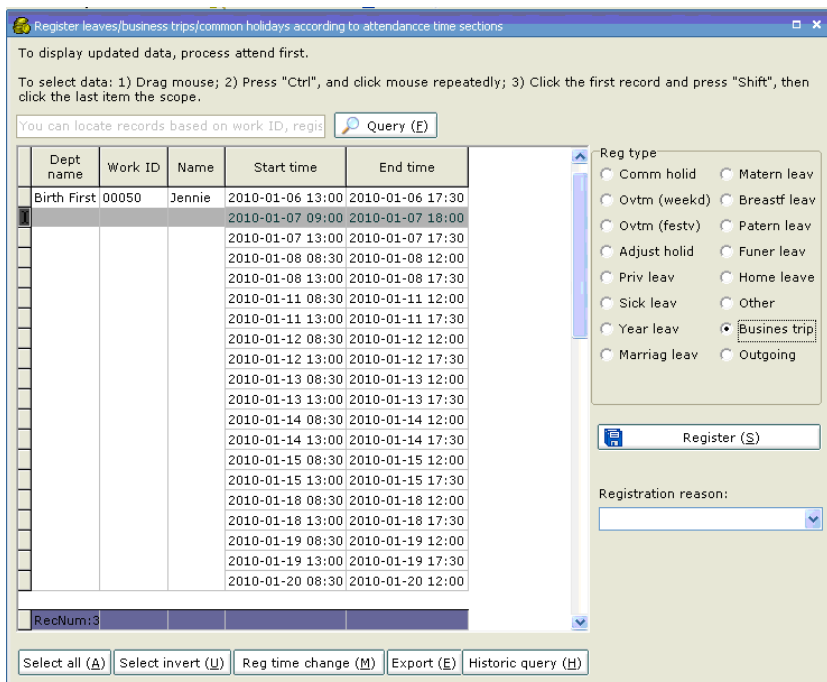 Register leaves/business trips/common holidays according to attendancce time sections
To display updated data, process attend first.
To select data: 1) Drag mouse; 2) Press "Ctrl", and click mouse repeatedly; 3) Click the first record and press "Shift", then
click the last item the scope.
You can locate records based on work ID, regis
Query (F)
Dept name Work ID Name Start time End time
Birth First 00050 Jennie 2010-01-06 13:00 2010-01-06 17:30
2010-01-07 09:00 2010-01-07 18:00
2010-01-07 13:00 2010-01-07 17:30
2010-01-08 08:30 2010-01-08 12:00
2010-01-08 13:00 2010-01-08 17:30
2010-01-11 08:30 2010-01-11 12:00
2010-01-11 13:00 2010-01-11 17:30
2010-01-12 08:30 2010-01-12 12:00
2010-01-12 13:00 2010-01-12 17:30
2010-01-13 08:30 2010-01-13 12:00
2010-01-13 13:00 2010-01-13 17:30
2010-01-14 08:30 2010-01-14 12:00
2010-01-14 13:00 2010-01-14 17:30
2010-01-15 08:30 2010-01-15 12:00
2010-01-15 13:00 2010-01-15 17:30
2010-01-18 08:30 2010-01-18 12:00
2010-01-18 13:00 2010-01-18 17:30
2010-01-19 08:30 2010-01-19 12:00
2010-01-19 13:00 2010-01-19 17:30
2010-01-20 08:30 2010-01-20 12:00
RecNum:3
Reg type
Comm holid Matern leav
Ovtm (weekd) Breastf leav
Ovtm (festv) Patern leav
Adjust holid Funer leav
Priv leav Home leave
Sick leav Other
Year leav Busines trip
Marriag leav Outgoing
Register (S)
Registration reason:
Select all (A) Select invert (U) Reg time change (M) Export (E) Historic query (H)